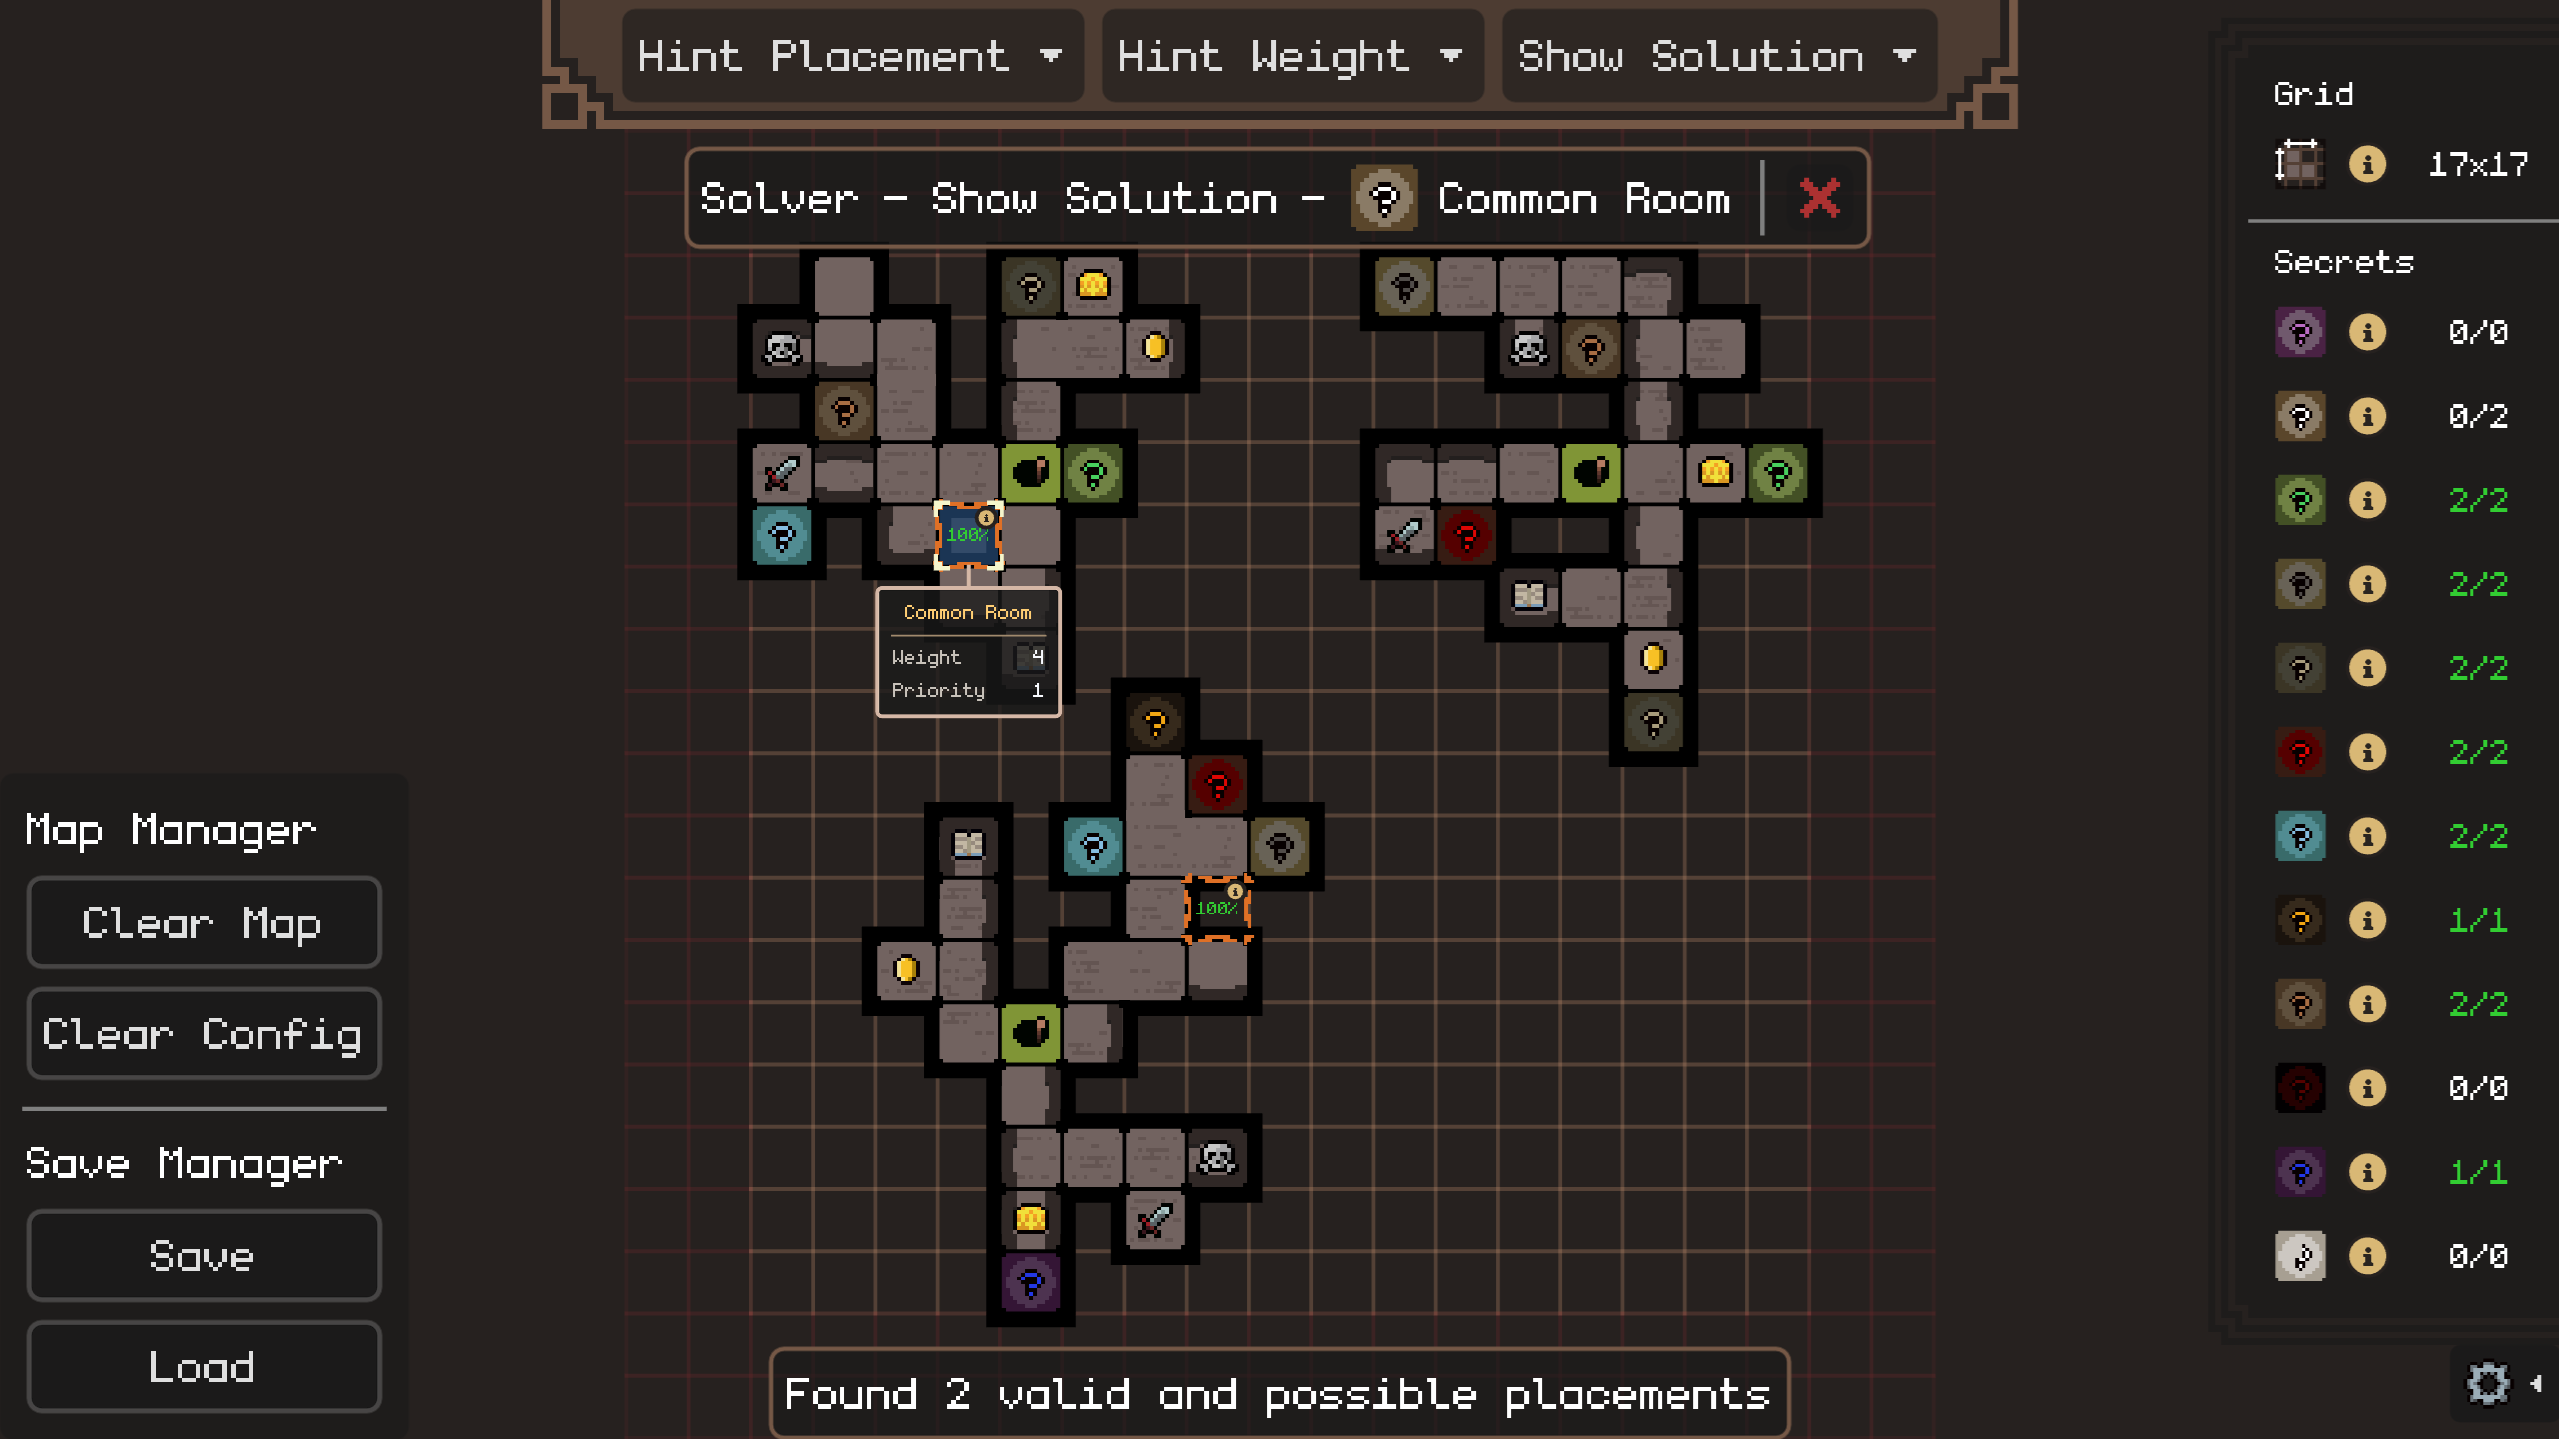 Hint Placement
Hint Weight
Show Solution
Solver - Show Solution - Common Room
Grid
17x17
Secrets
0/0
0/2
2/2
2/2
2/2
2/2
2/2
1/1
2/2
0/0
1/1
0/0
100%
Common Room
Weight 4
Priority 1
100%
Map Manager
Clear Map
Clear Config
Save Manager
Save
Load
Found 2 valid and possible placements